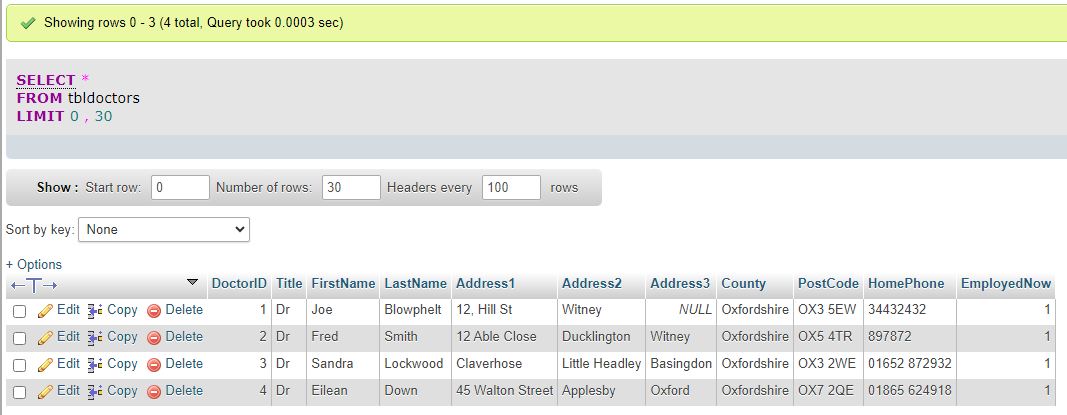 Showing rows 0 - 3 (4 total, Query took 0.0003 sec)
SELECT *
FROM tbldoctors
LIMIT 0 , 30
Show : Start row: 0 Number of rows: 30 Headers every 100 rows
Sort by key: None
+ Options
←T→ DoctorID Title FirstName LastName Address1 Address2 Address3 County PostCode HomePhone EmployedNow
Edit Copy Delete 1 Dr Joe Blowphelt 12, Hill St Witney NULL Oxfordshire OX3 5EW 34432432 1
Edit Copy Delete 2 Dr Fred Smith 12 Able Close Ducklington Witney Oxfordshire OX5 4TR 897872 1
Edit Copy Delete 3 Dr Sandra Lockwood Claverhose Little Headley Basingdon Oxfordshire OX3 2WE 01652 872932 1
Edit Copy Delete 4 Dr Eilean Down 45 Walton Street Applesby Oxford Oxfordshire OX7 2QE 01865 624918 1